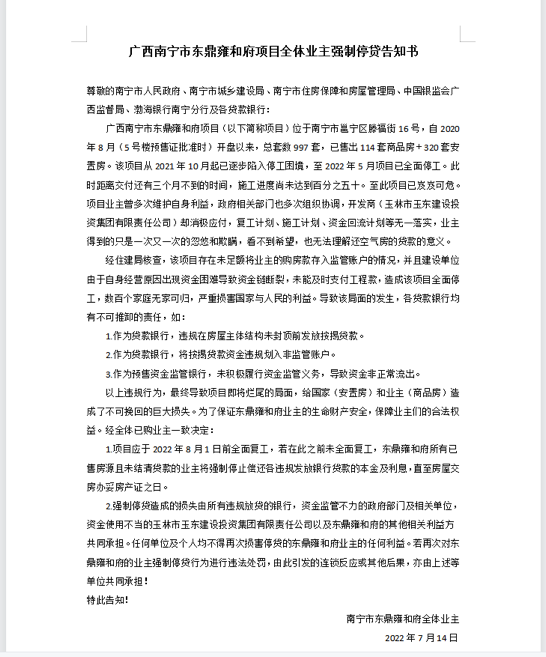 广西南宁市东鼎雍和府项目全体业主强制停贷告知书
尊敬的南宁市人民政府、南宁市城乡建设局、南宁市住房保障和房屋管理局、中国银监会广
西监督局、渤海银行南宁分行及各贷款银行：
广西南宁市东鼎雍和府项目（以下简称项目）位于南宁市邕宁区滕福街 16 号，自 2020
年 8 月（5 号楼预售证批准时）开盘以来，总套数 997 套，已售出 114 套商品房＋320 套安
置房。该项目从 2021 年 10 月起已逐步陷入停工困境，至 2022 年 5 月项目已全面停工。此
时距离交付还有三个月不到的时间，施工进度尚未达到百分之五十。至此项目已岌岌可危。
项目业主曾多次维护自身利益，政府相关部门也多次组织协调，开发商（玉林市玉东建设投
资集团有限责任公司）却消极应付，复工计划、施工计划、资金回流计划等无一落实，业主
得到的只是一次又一次的忽悠和欺瞒，看不到希望，也无法理解还空气房的贷款的意义。
经住建局核查，该项目存在未足额将业主的购房款存入监管账户的情况，并且建设单位
由于自身经营原因出现资金困难导致资金链断裂，未能及时支付工程款，造成该项目全面停
工，数百个家庭无家可归，严重损害国家与人民的利益。导致该局面的发生，各贷款银行均
有不可推卸的责任，如：
1.作为贷款银行，违规在房屋主体结构未封顶前发放按揭贷款。
2.作为贷款银行，将按揭贷款资金违规划入非监管账户。
3.作为预售资金监管银行，未积极履行资金监管义务，导致资金非正常流出。
以上违规行为，最终导致项目即将烂尾的局面，给国家（安置房）和业主（商品房）造
成了不可挽回的巨大损失。为了保证东鼎雍和府业主的生命财产安全，保障业主们的合法权
益。经全体已购业主一致决定：
1.项目应于 2022 年 8 月 1 日前全面复工，若在此之前未全面复工，东鼎雍和府所有已
售房源且未结清贷款的业主将强制停止偿还各违规发放银行贷款的本金及利息，直至房屋交
房办妥房产证之日。
2.强制停贷造成的损失由所有违规放贷的银行，资金监管不力的政府部门及相关单位，
资金使用不当的玉林市玉东建设投资集团有限责任公司以及东鼎雍和府的其他相关利益方
共同承担。任何单位及个人均不得再次损害停贷的东鼎雍和府业主的任何利益。若再次对东
鼎雍和府的业主强制停贷行为进行违法处罚，由此引发的连锁反应或其他后果，亦由上述等
单位共同承担！
特此告知！
南宁市东鼎雍和府全体业主
2022 年 7 月 14 日